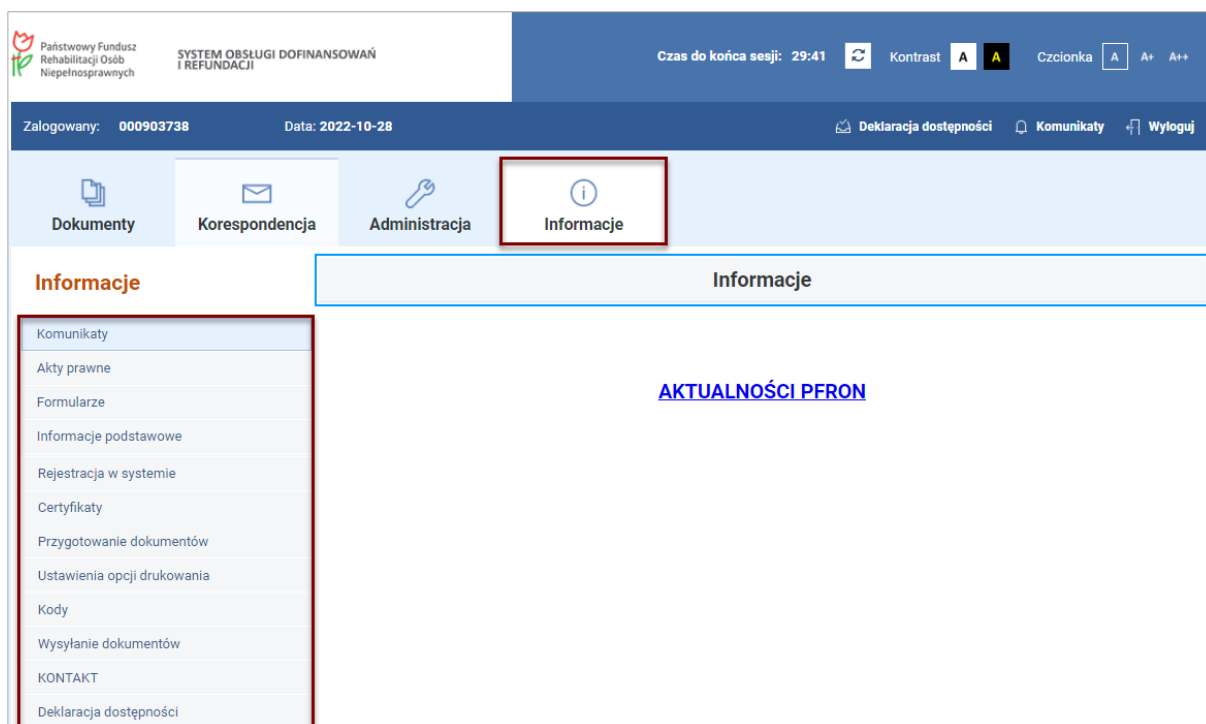 Państwowy Fundusz
Rehabilitacji Osób
Niepełnosprawnych
SYSTEM OBSŁUGI DOFINANSOWAŃ
I REFUNDACJI
Czas do końca sesji: 29:41
Kontrast A A
Czcionka A A+ A++
Zalogowany: 000903738
Data: 2022-10-28
Deklaracja dostępności
Komunikaty
Wyloguj
Dokumenty
Korespondencja
Administracja
Informacje
Informacje
Informacje
Komunikaty
Akty prawne
Formularze
Informacje podstawowe
Rejestracja w systemie
Certyfikaty
Przygotowanie dokumentów
Ustawienia opcji drukowania
Kody
Wysyłanie dokumentów
KONTAKT
Deklaracja dostępności
AKTUALNOŚCI PFRON